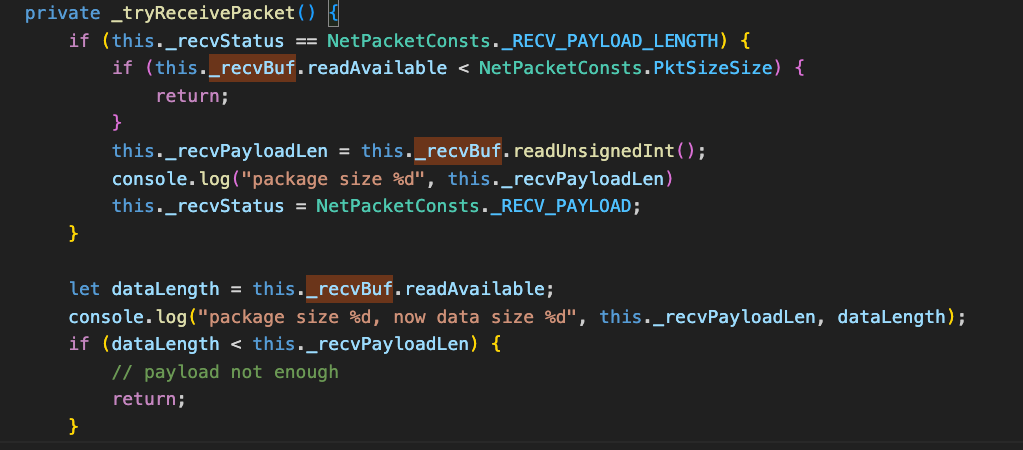 private _tryReceivePacket() {
    if (this._recvStatus == NetPacketConsts._RECV_PAYLOAD_LENGTH) {
        if (this._recvBuf.readAvailable < NetPacketConsts.PktSizeSize) {
            return;
        }
        this._recvPayloadLen = this._recvBuf.readUnsignedInt();
        console.log("package size %d", this._recvPayloadLen)
        this._recvStatus = NetPacketConsts._RECV_PAYLOAD;
    }

    let dataLength = this._recvBuf.readAvailable;
    console.log("package size %d, now data size %d", this._recvPayloadLen, dataLength);
    if (dataLength < this._recvPayloadLen) {
        // payload not enough
        return;
    }